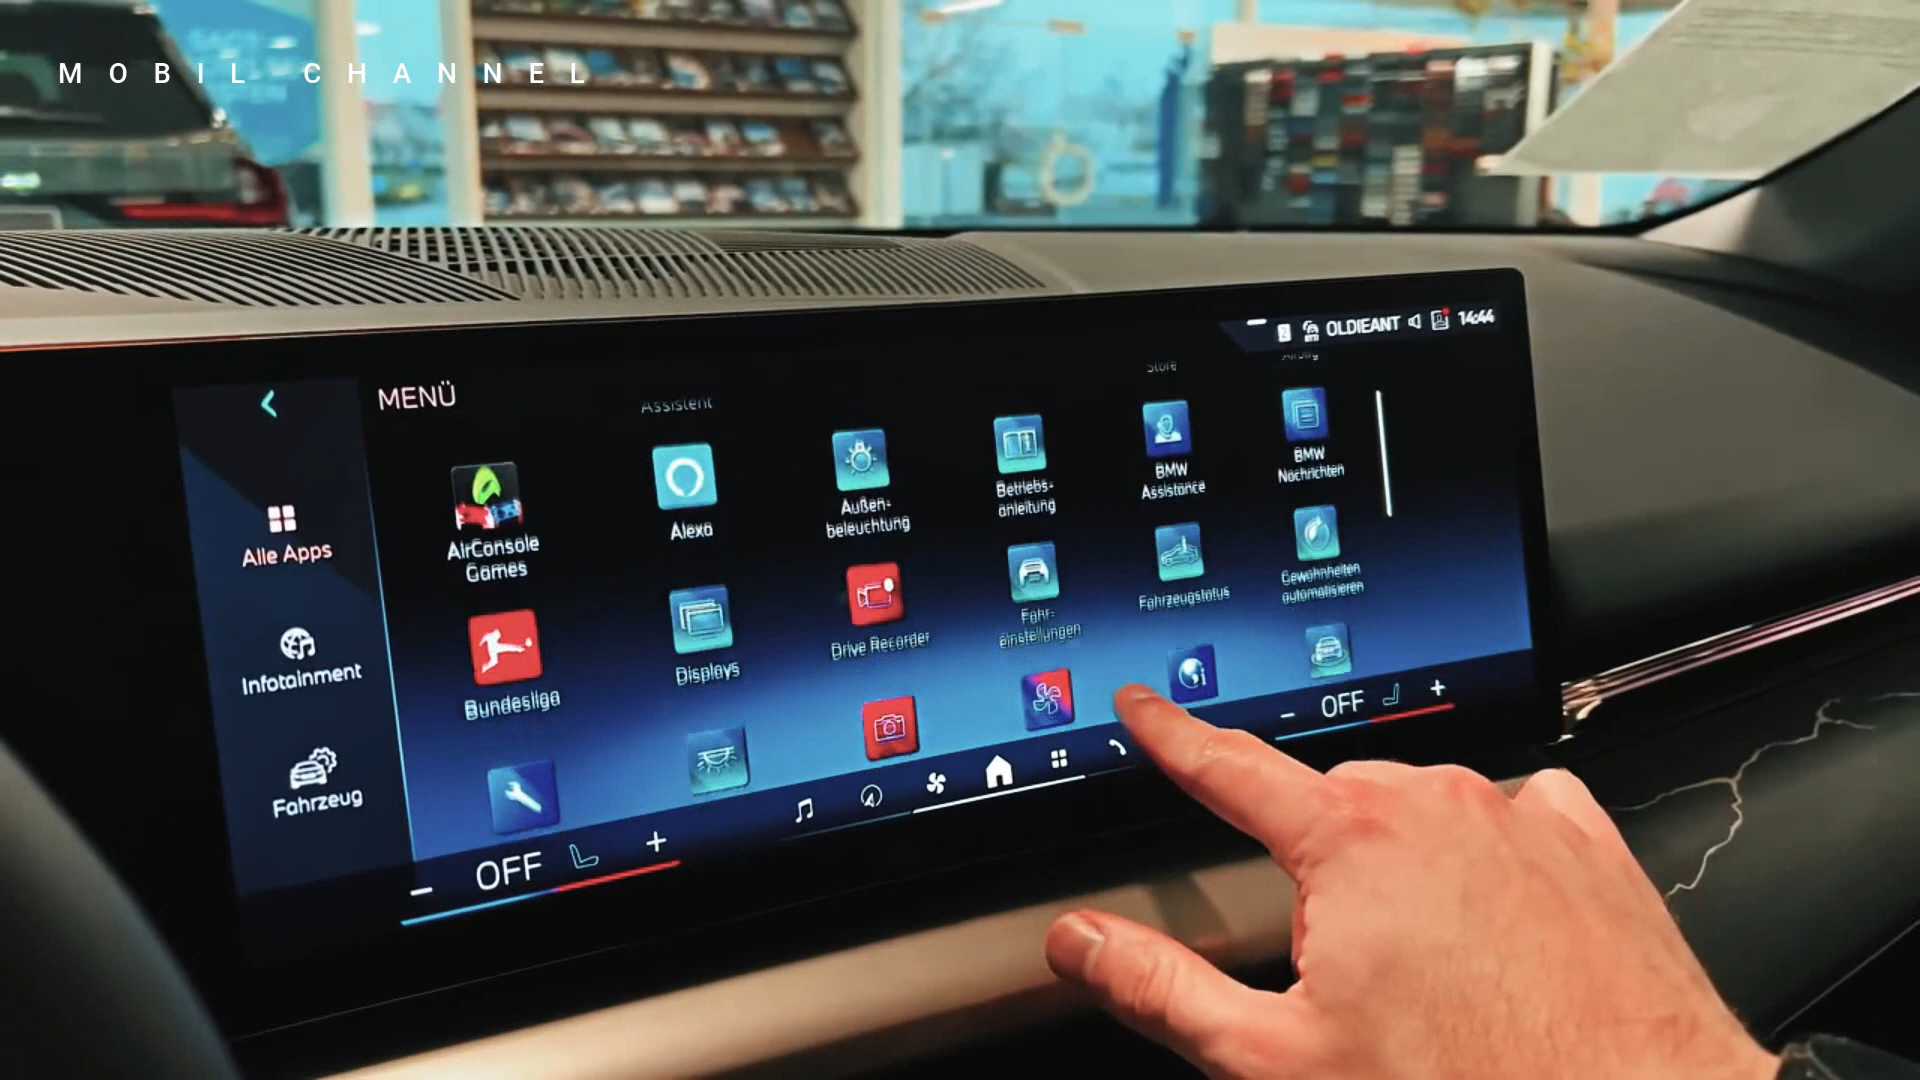 MOBIL CHANNEL
OLDIEANT 14:44
MENÜ
Assistent
Store
Alle Apps
Infotainment
Fahrzeug
AirConsole
Games
Alexa
Außen-
beleuchtung
Betriebs-
anleitung
BMW
Assistance
BMW
Nachrichten
Bundesliga
Displays
Drive Recorder
Fahr-
einstellungen
Fahrzeugstatus
Gewohnheiten
automatisieren
- OFF +
- OFF +